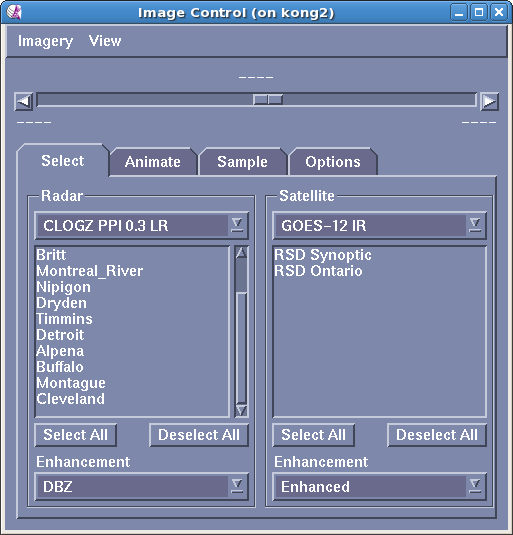 Image Control (on kong2)
Imagery View
----
---- ----
Select Animate Sample Options
Radar
CLOGZ PPI 0.3 LR
Britt
Montreal_River
Nipigon
Dryden
Timmins
Detroit
Alpena
Buffalo
Montague
Cleveland
Select All Deselect All
Enhancement
DBZ
Satellite
GOES-12 IR
RSD Synoptic
RSD Ontario
Select All Deselect All
Enhancement
Enhanced